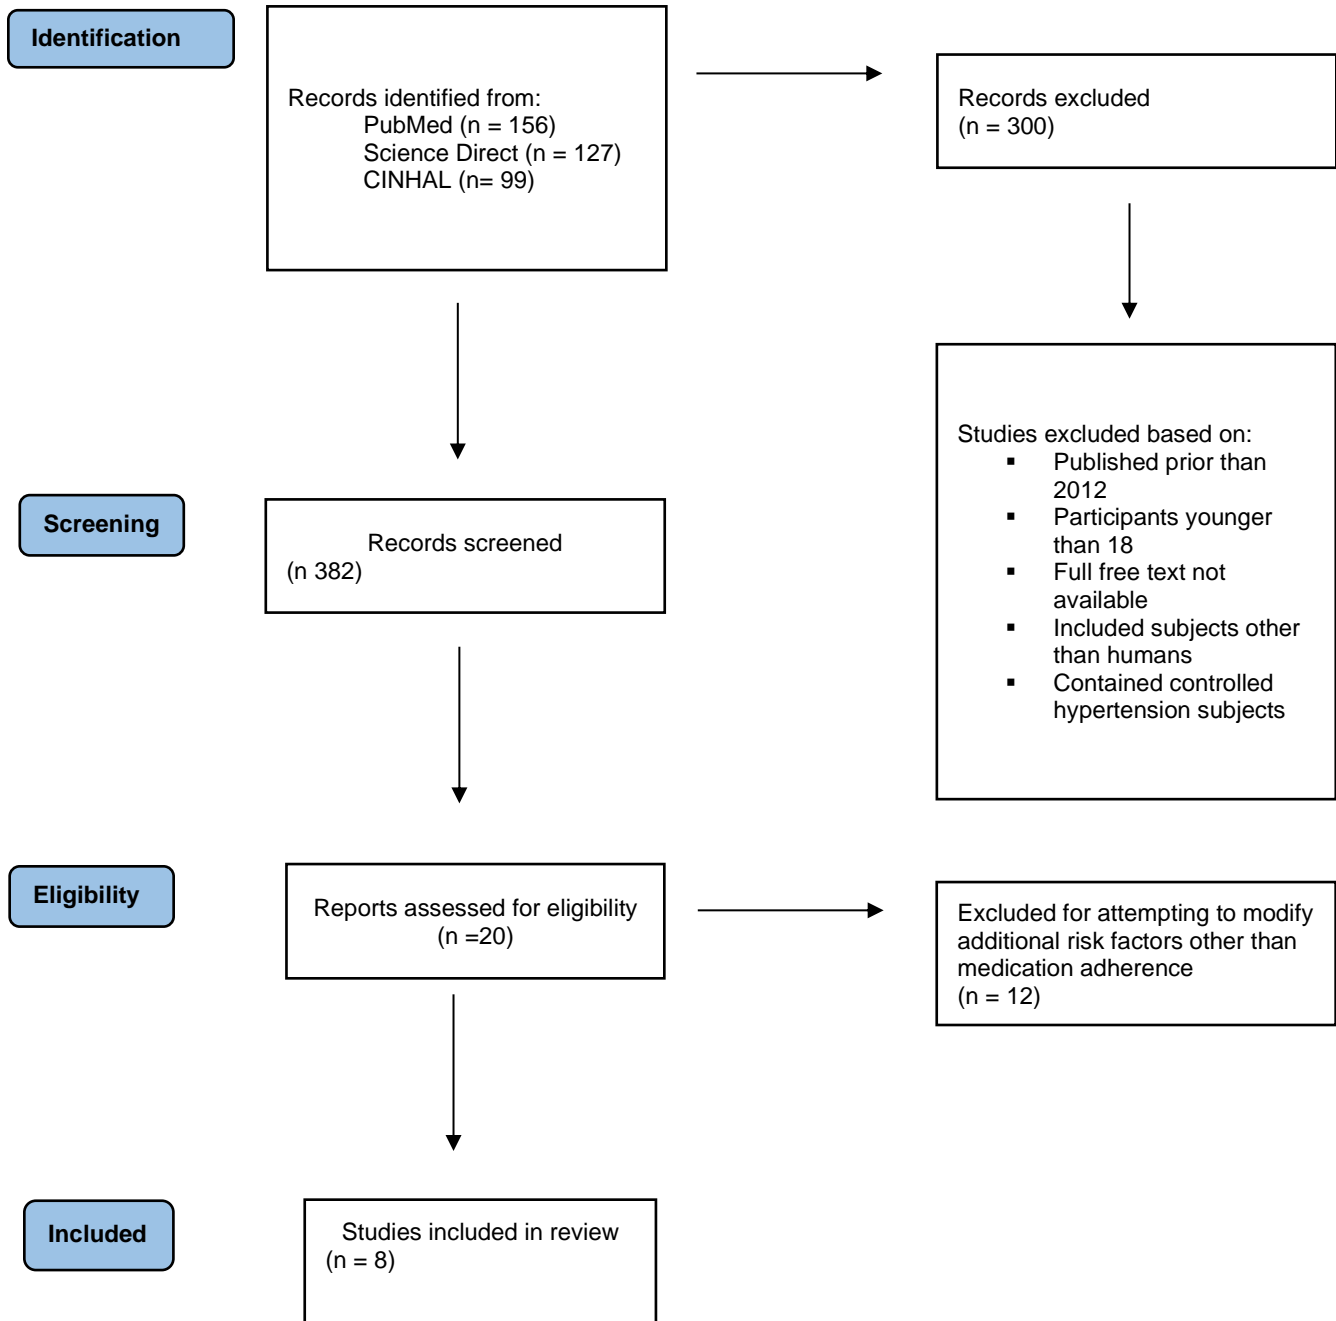 Identification
Records identified from:
PubMed (n = 156)
Science Direct (n = 127)
CINHAL (n= 99)
Records excluded
(n = 300)
Studies excluded based on:
▪ Published prior than
2012
▪ Participants younger
than 18
▪ Full free text not
available
▪ Included subjects other
than humans
▪ Contained controlled
hypertension subjects
Screening
Records screened
(n 382)
Eligibility
Reports assessed for eligibility
(n =20)
Excluded for attempting to modify
additional risk factors other than
medication adherence
(n = 12)
Included
Studies included in review
(n = 8)